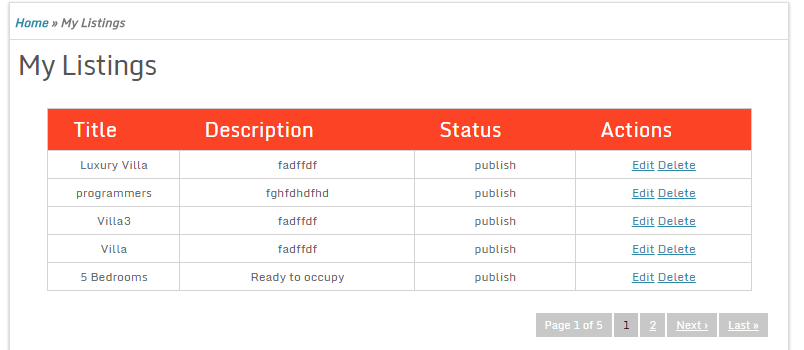 Home » My Listings
My Listings
Title Description Status Actions
Luxury Villa fadffdf publish Edit Delete
programmers fghfdhdfhd publish Edit Delete
Villa3 fadffdf publish Edit Delete
Villa fadffdf publish Edit Delete
5 Bedrooms Ready to occupy publish Edit Delete
Page 1 of 5 1 2 Next › Last »